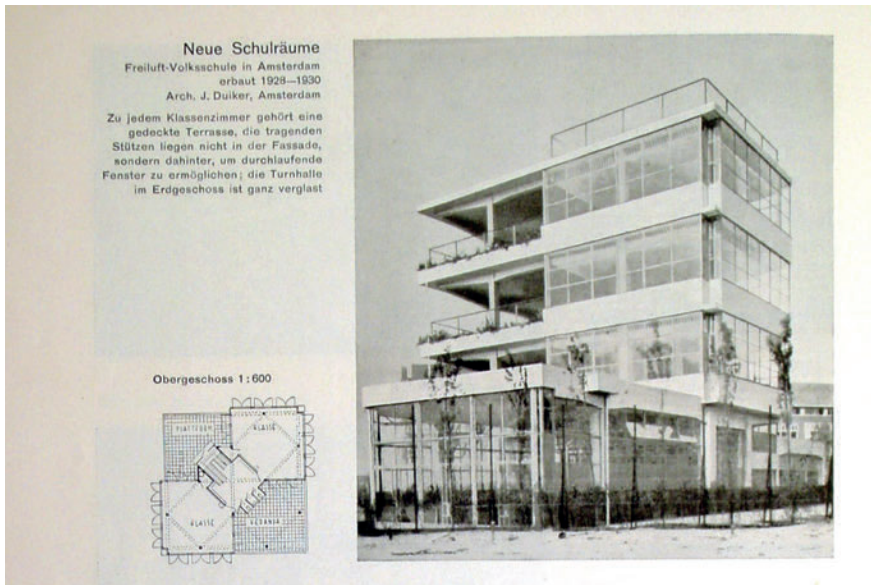 Neue Schulräume
Freiluft-Volksschule in Amsterdam
erbaut 1928—1930
Arch. J. Duiker, Amsterdam
Zu jedem Klassenzimmer gehört eine
gedeckte Terrasse, die tragenden
Stützen liegen nicht in der Fassade,
sondern dahinter, um durchlaufende
Fenster zu ermöglichen; die Turnhalle
im Erdgeschoss ist ganz verglast
Obergeschoss 1:600
PLATTFORM
KLASSE
KLASSE
VERANDA